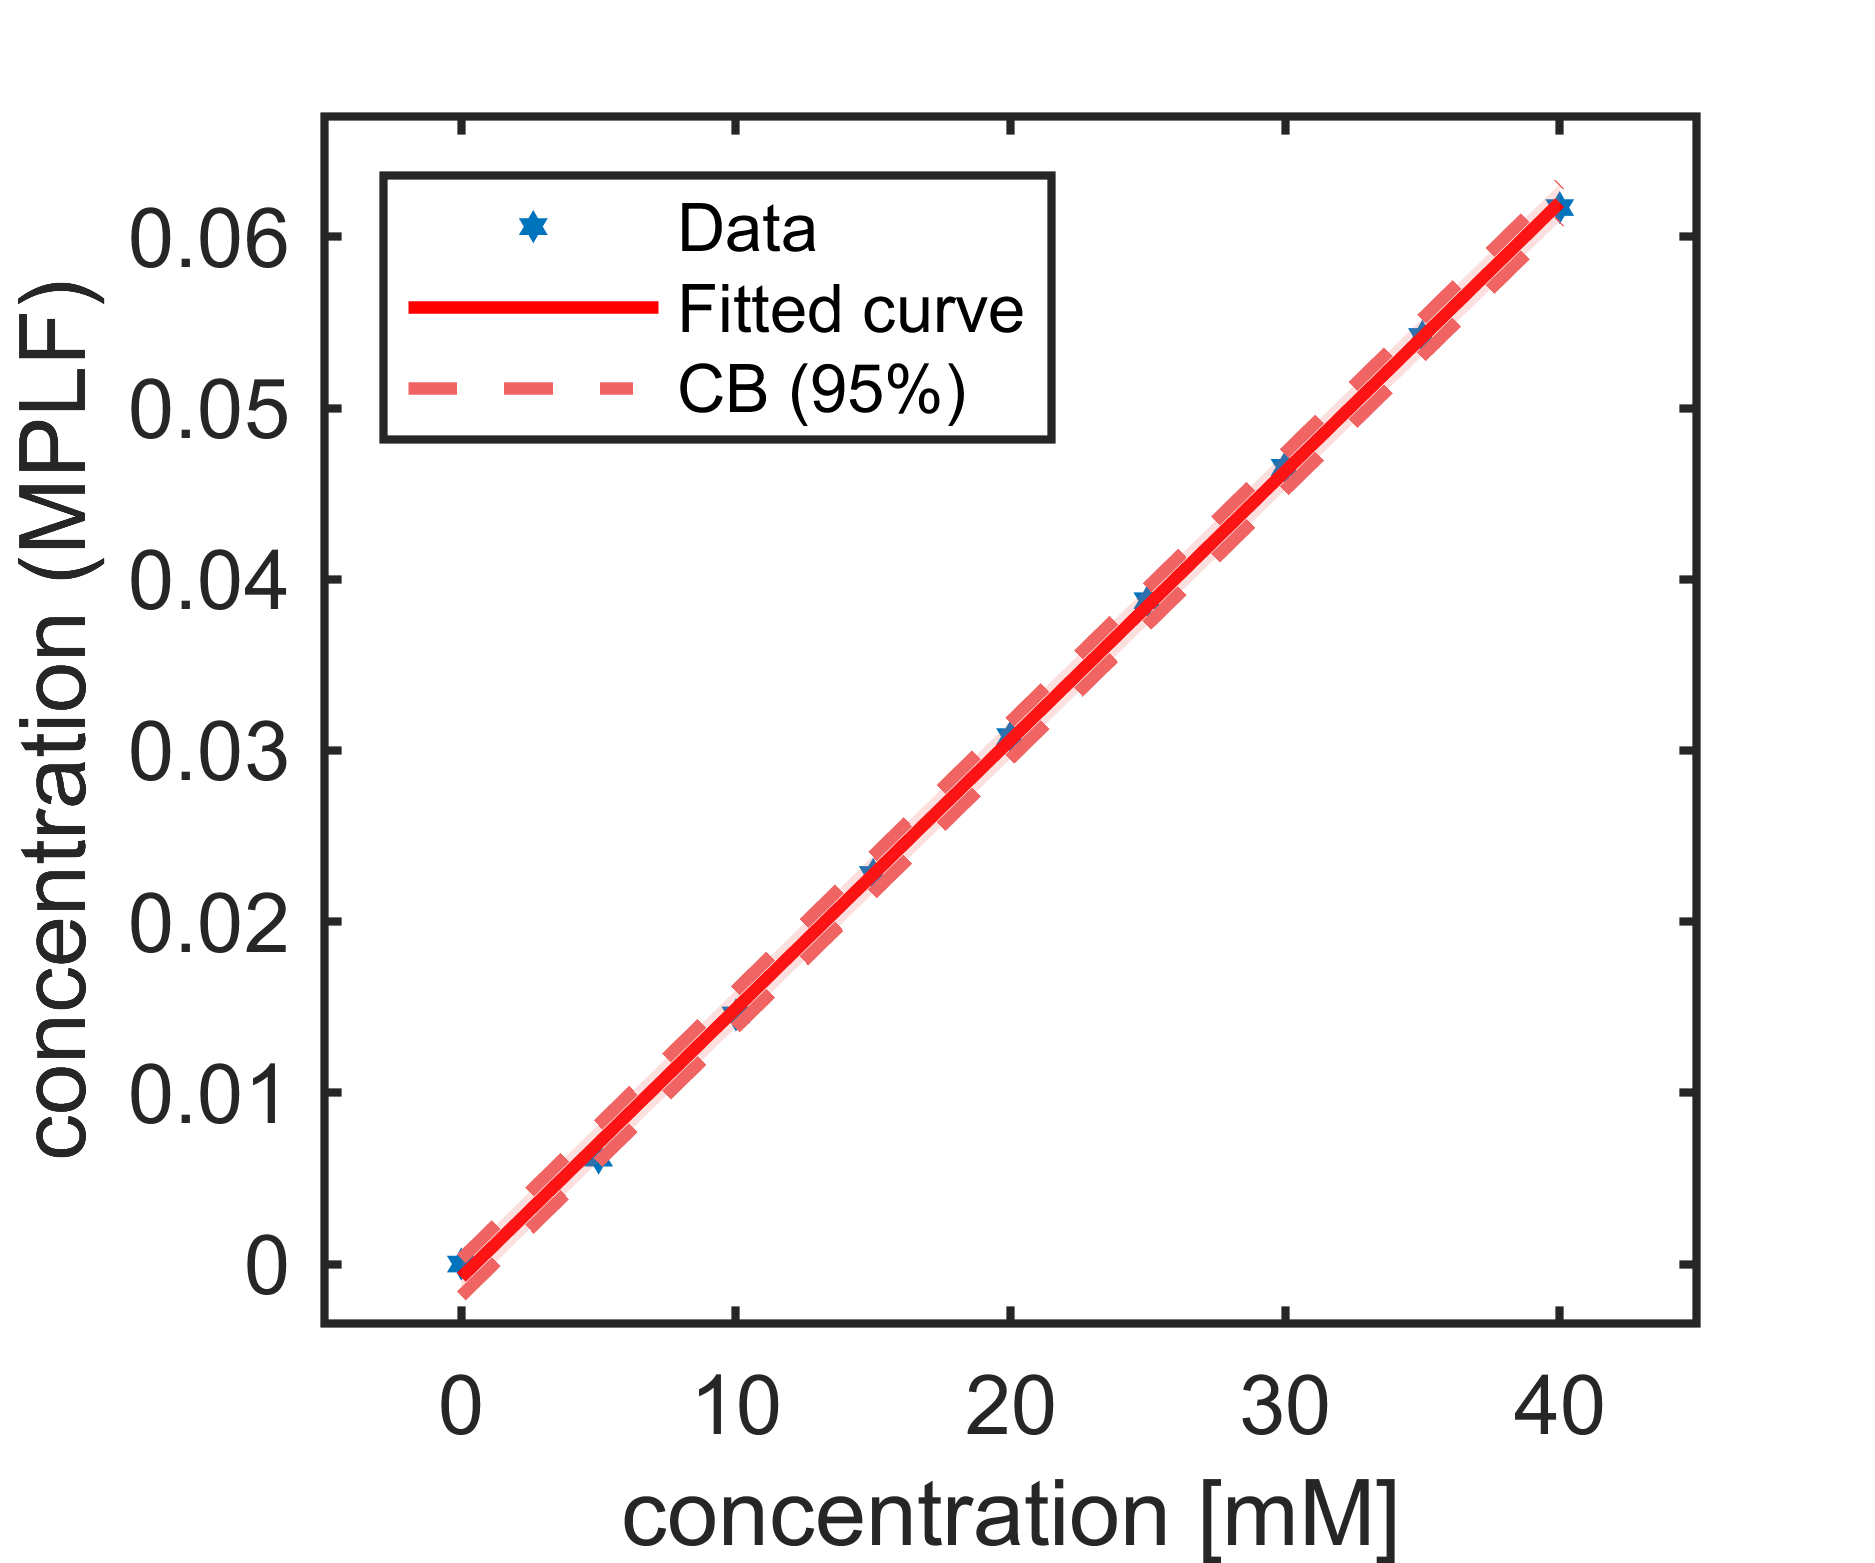 Data
Fitted curve
CB (95%)
concentration (MPLF)
0.06
0.05
0.04
0.03
0.02
0.01
0
0 10 20 30 40
concentration [mM]